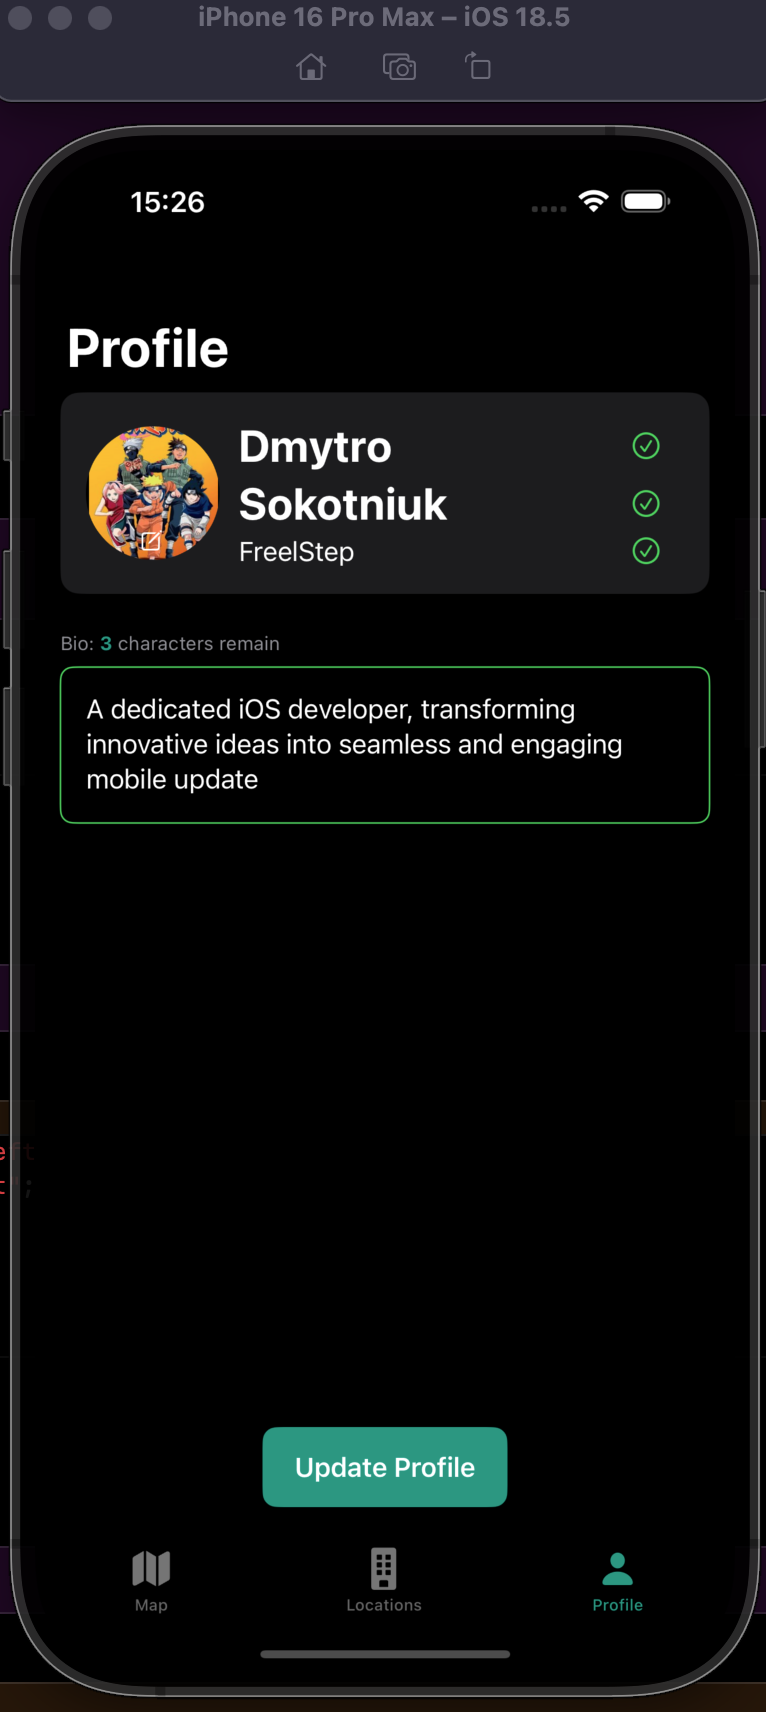 iPhone 16 Pro Max – iOS 18.5
15:26
Profile
Dmytro
Sokotniuk
FreelStep
Bio: 3 characters remain
A dedicated iOS developer, transforming
innovative ideas into seamless and engaging
mobile update
eft
";
Update Profile
Map
Locations
Profile